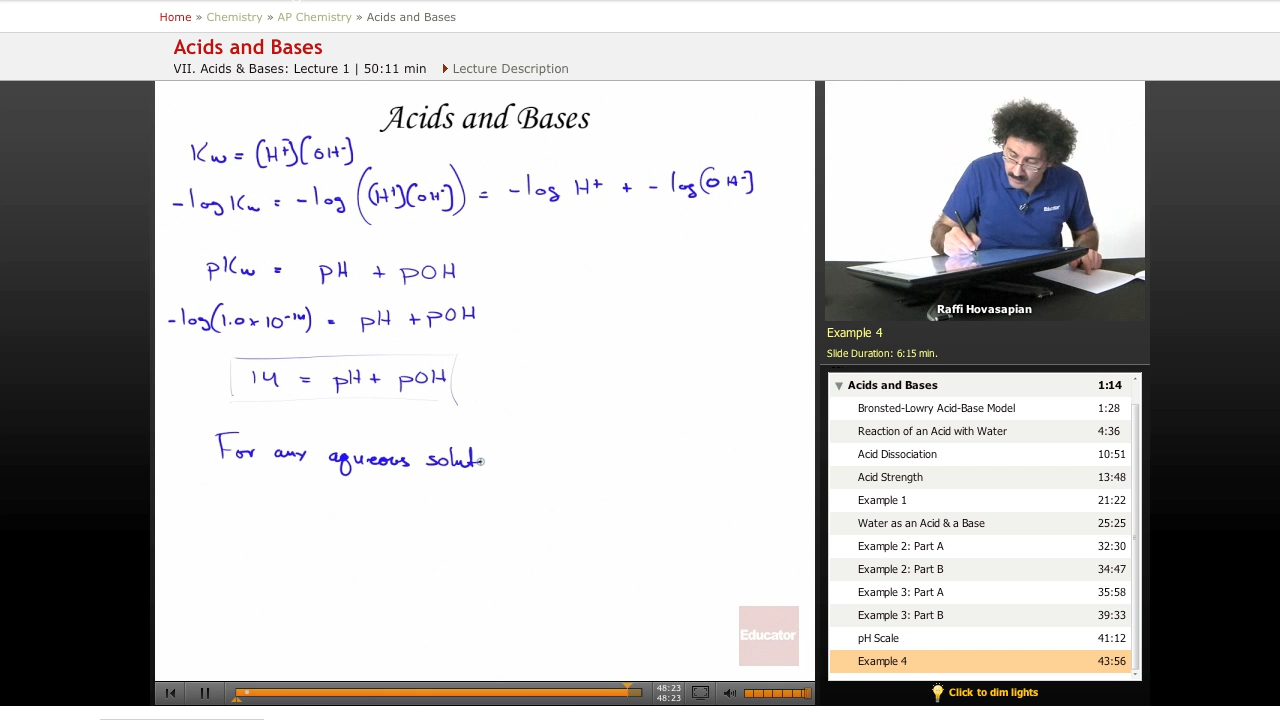 Home » Chemistry » AP Chemistry » Acids and Bases
Acids and Bases
VII. Acids & Bases: Lecture 1 | 50:11 min Lecture Description
Acids and Bases
Kw = [H+][OH-]
-log Kw = -log ([H+][OH-]) = -log H+ + -log[OH-]
pKw = pH + pOH
-log(1.0 x 10-14) = pH + pOH
14 = pH + pOH
For any aqueous solut
Educator
Educator
Raffi Hovasapian
Example 4
Slide Duration: 6:15 min.
Acids and Bases 1:14
Bronsted-Lowry Acid-Base Model 1:28
Reaction of an Acid with Water 4:36
Acid Dissociation 10:51
Acid Strength 13:48
Example 1 21:22
Water as an Acid & a Base 25:25
Example 2: Part A 32:30
Example 2: Part B 34:47
Example 3: Part A 35:58
Example 3: Part B 39:33
pH Scale 41:12
Example 4 43:56
48:23
48:23
Click to dim lights